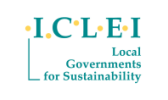 ·I·C·L·E·I
Local
Governments
for Sustainability